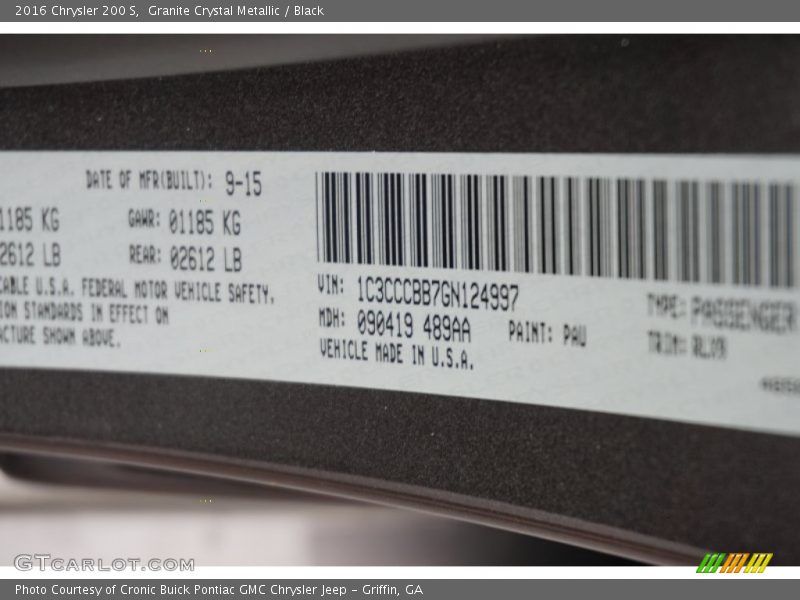 2016 Chrysler 200 S,  Granite Crystal Metallic / Black
DATE OF MFR(BUILT): 9-15
1185 KG GAWR: 01185 KG
2612 LB REAR: 02612 LB
CABLE U.S.A. FEDERAL MOTOR VEHICLE SAFETY,
ION STANDARDS IN EFFECT ON
ACTURE SHOWN ABOVE.
VIN: 1C3CCCBB7GN124997
MDH: 090419 489AA PAINT: PAU
VEHICLE MADE IN U.S.A.
TYPE: PASSENGER
TRIM:
GTCARLOT.COM
Photo Courtesy of Cronic Buick Pontiac GMC Chrysler Jeep - Griffin, GA